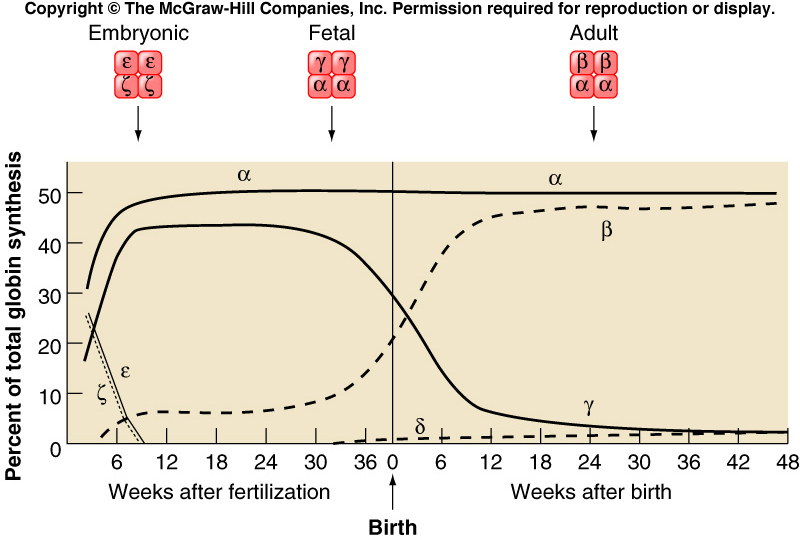 Copyright © The McGraw-Hill Companies, Inc. Permission required for reproduction or display.
Embryonic Fetal Adult
ε ε γ γ β β
ζ ζ α α α α
Percent of total globin synthesis
50
40
30
20
10
0
α α
β
ε
ζ
γ
δ
6 12 18 24 30 36 0 6 12 18 24 30 36 42 48
Weeks after fertilization Weeks after birth
Birth